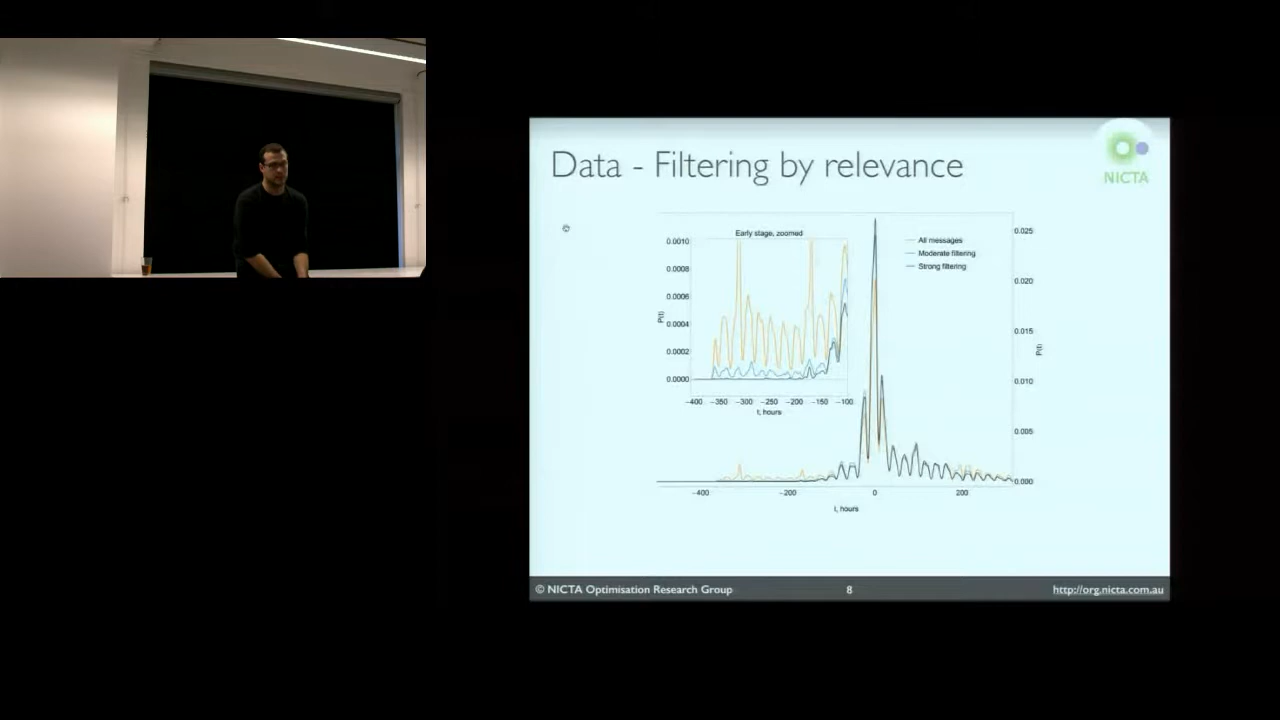 Data - Filtering by relevance
NICTA
Early stage, zoomed
0.0010
0.0008
0.0006
0.0004
0.0002
0.0000
P(t)
−400 −350 −300 −250 −200 −150 −100
t, hours
All messages
Moderate filtering
Strong filtering
0.025
0.020
0.015
0.010
0.005
0.000
P(t)
−400 −200 0 200
t, hours
© NICTA Optimisation Research Group 8 http://org.nicta.com.au